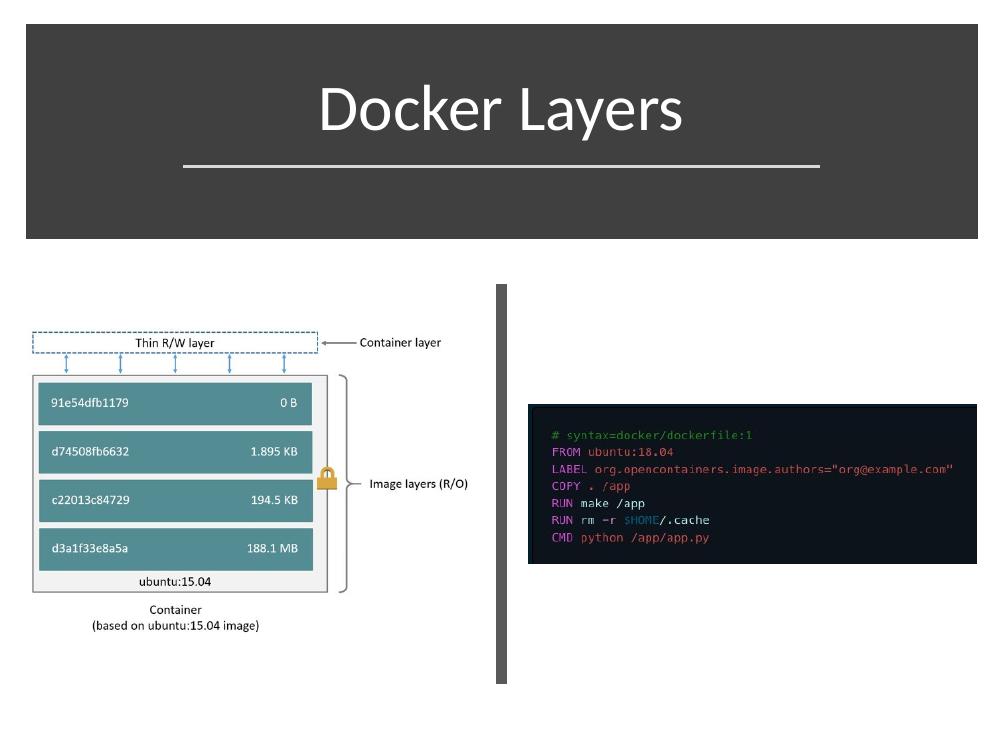 Docker Layers
Thin R/W layer
Container layer
91e54dfb1179 0 B
d74508fb6632 1.895 KB
c22013c84729 194.5 KB
d3a1f33e8a5a 188.1 MB
ubuntu:15.04
Image layers (R/O)
Container
(based on ubuntu:15.04 image)
# syntax=docker/dockerfile:1
FROM ubuntu:18.04
LABEL org.opencontainers.image.authors="org@example.com"
COPY . /app
RUN make /app
RUN rm -r $HOME/.cache
CMD python /app/app.py